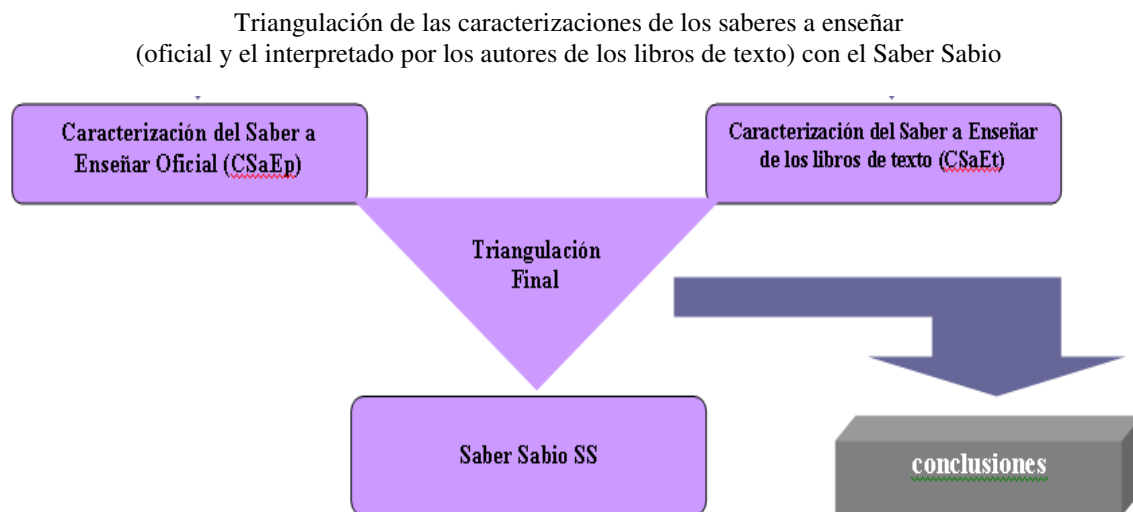 Triangulación de las caracterizaciones de los saberes a enseñar
(oficial y el interpretado por los autores de los libros de texto) con el Saber Sabio
Caracterización del Saber a
Enseñar Oficial (CSaEp)
Caracterización del Saber a Enseñar
de los libros de texto (CSaEt)
Triangulación
Final
Saber Sabio SS
conclusiones